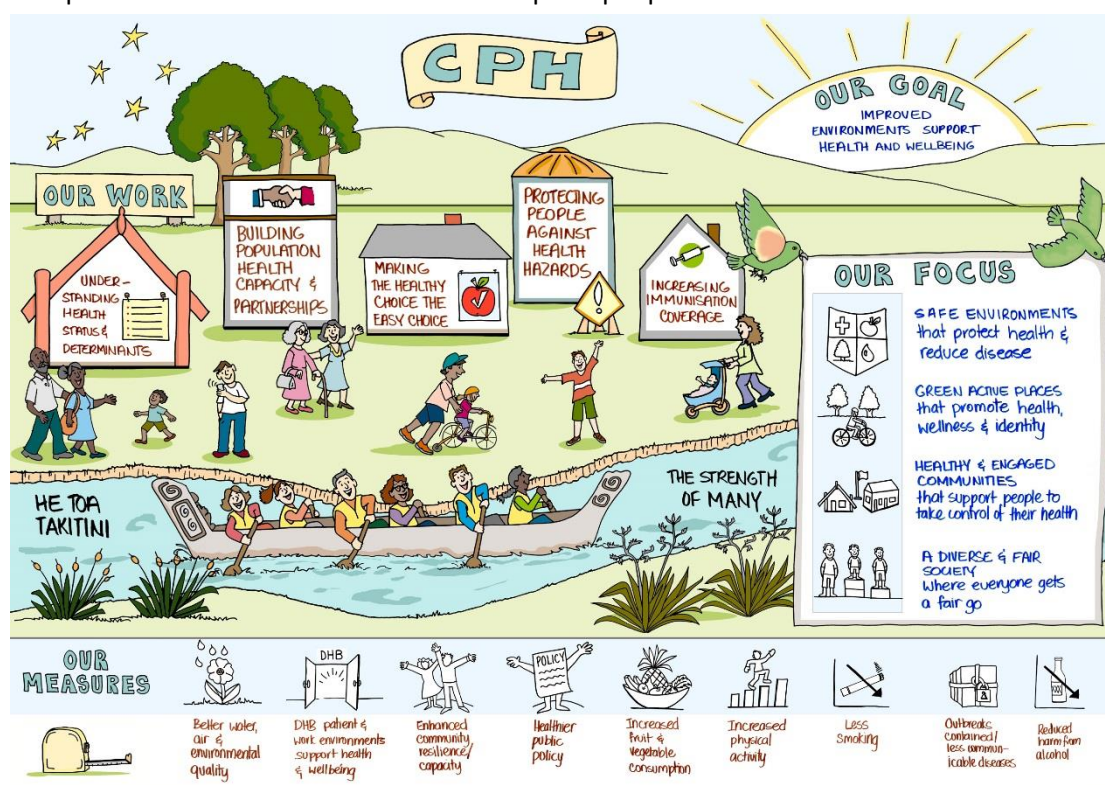 CPH
OUR GOAL
IMPROVED
ENVIRONMENTS SUPPORT
HEALTH AND WELLBEING
OUR WORK
UNDER-
STANDING
HEALTH
STATUS &
DETERMINANTS
BUILDING
POPULATION
HEALTH
CAPACITY &
PARTNERSHIPS
MAKING
THE HEALTHY
CHOICE THE
EASY CHOICE
PROTECTING
PEOPLE
AGAINST
HEALTH
HAZARDS
!
INCREASING
IMMUNISATION
COVERAGE
OUR FOCUS
SAFE ENVIRONMENTS
that protect health &
reduce disease
GREEN ACTIVE PLACES
that promote health,
wellness & identity
HEALTHY & ENGAGED
COMMUNITIES
that support people to
take control of their health
A DIVERSE & FAIR
SOCIETY
where everyone gets
a fair go
HE TOA
TAKITINI
THE STRENGTH
OF MANY
OUR
MEASURES
Better water,
air &
environmental
quality
DHB
DHB patient &
work environments
support health
& wellbeing
Enhanced
community
resilience/
capacity
POLICY
Healthier
public
policy
Increased
fruit &
vegetable
consumption
Increased
physical
activity
Less
smoking
Outbreaks
contained/
less commun-
icable diseases
Reduced
harm from
alcohol